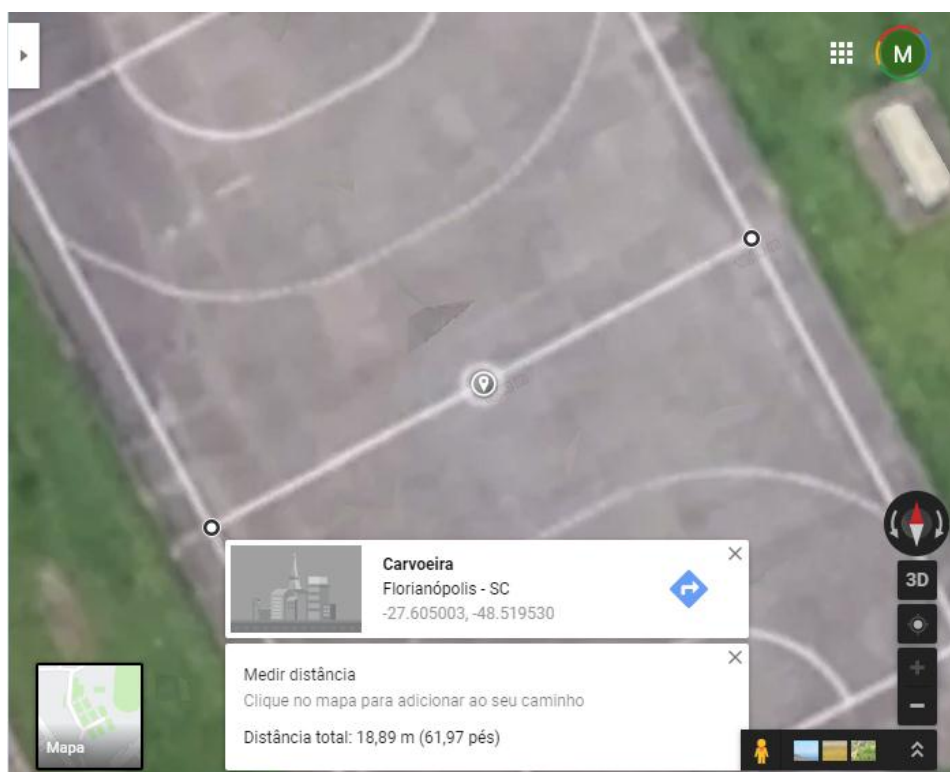 M
Carvoeira
Florianópolis - SC
-27.605003, -48.519530
3D
Medir distância
Clique no mapa para adicionar ao seu caminho
Distância total: 18,89 m (61,97 pés)
Mapa